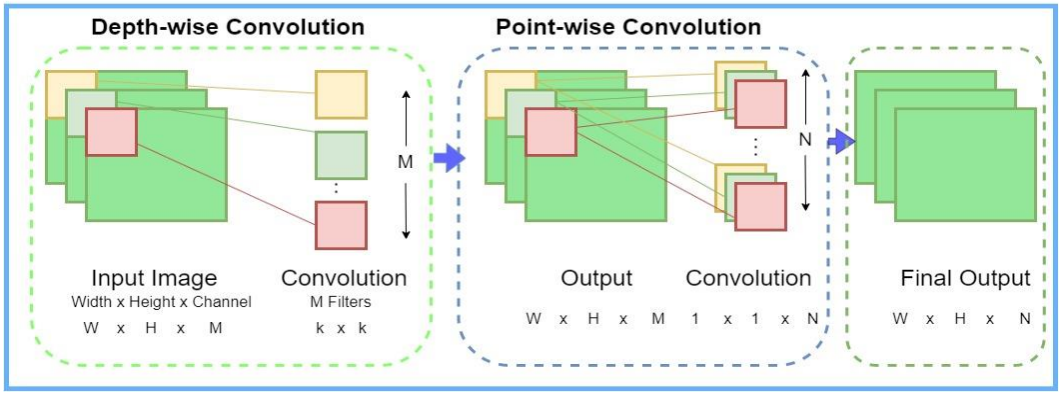 Depth-wise Convolution
M
Input Image
Width x Height x Channel
W x H x M
Convolution
M Filters
k x k
Point-wise Convolution
N
Output
W x H x M
Convolution
1 x 1 x N
Final Output
W x H x N